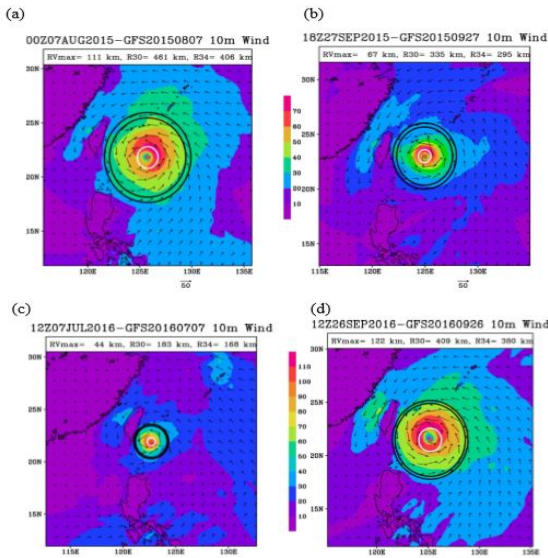 (a)
00Z07AUG2015-GFS20150807 10m Wind
RVmax= 111 km, R30= 461 km, R34= 406 km
30N
25N
20N
15N
120E 125E 130E 135E
50
70
60
50
40
30
20
10
(b)
18Z27SEP2015-GFS20150927 10m Wind
RVmax= 67 km, R30= 335 km, R34= 295 km
30N
25N
20N
15N
115E 120E 125E 130E 135E
50
(c)
12Z07JUL2016-GFS20160707 10m Wind
RVmax= 44 km, R30= 183 km, R34= 168 km
30N
25N
20N
15N
115E 120E 125E 130E
110
100
90
80
70
60
50
40
30
20
10
(d)
12Z26SEP2016-GFS20160926 10m Wind
RVmax= 122 km, R30= 409 km, R34= 380 km
30N
25N
20N
15N
120E 125E 130E 135E